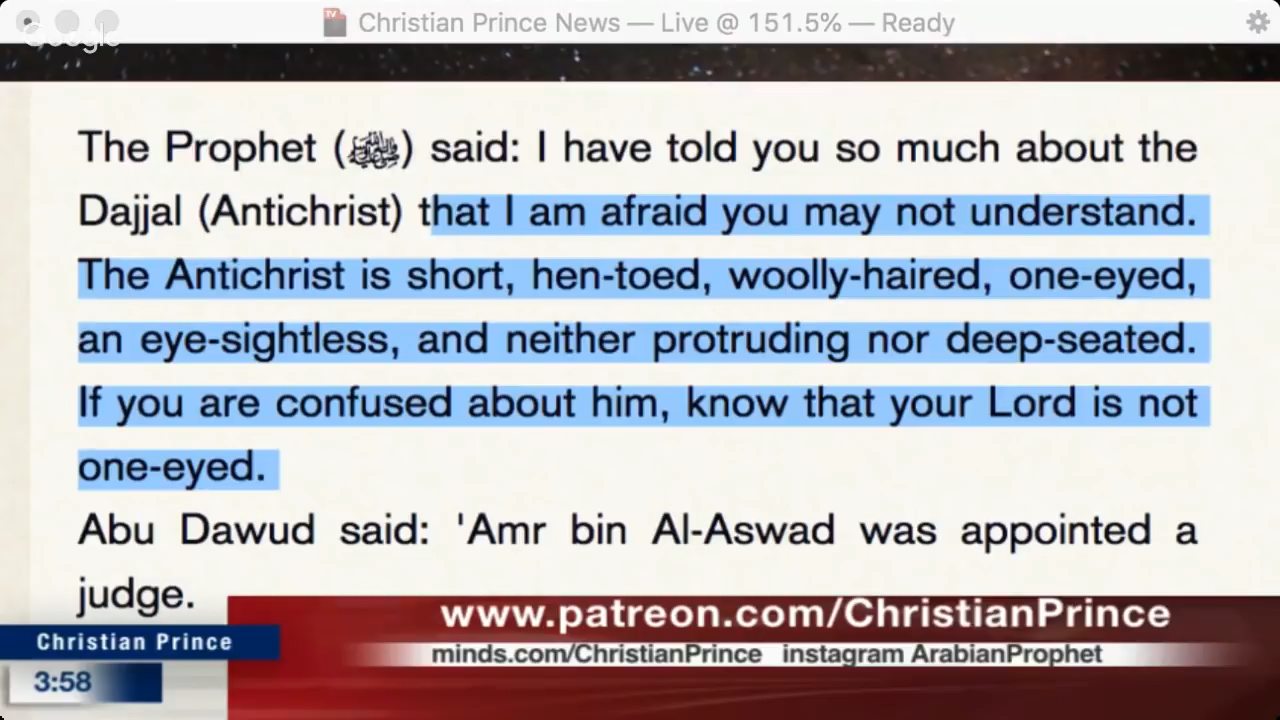 Christian Prince News — Live @ 151.5% — Ready
Google
The Prophet (ﷺ) said: I have told you so much about the
Dajjal (Antichrist) that I am afraid you may not understand.
The Antichrist is short, hen-toed, woolly-haired, one-eyed,
an eye-sightless, and neither protruding nor deep-seated.
If you are confused about him, know that your Lord is not
one-eyed.
Abu Dawud said: 'Amr bin Al-Aswad was appointed a
judge.
www.patreon.com/ChristianPrince
Christian Prince
minds.com/ChristianPrince instagram ArabianProphet
3:58